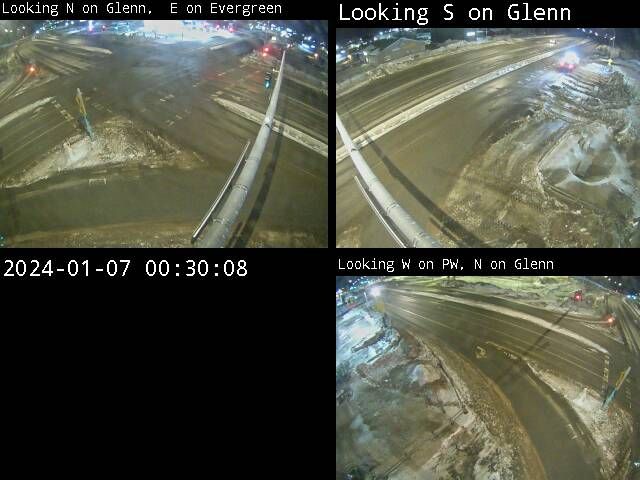 Looking N on Glenn, E on Evergreen
Looking S on Glenn
2024-01-07 00:30:08
Looking W on PW, N on Glenn